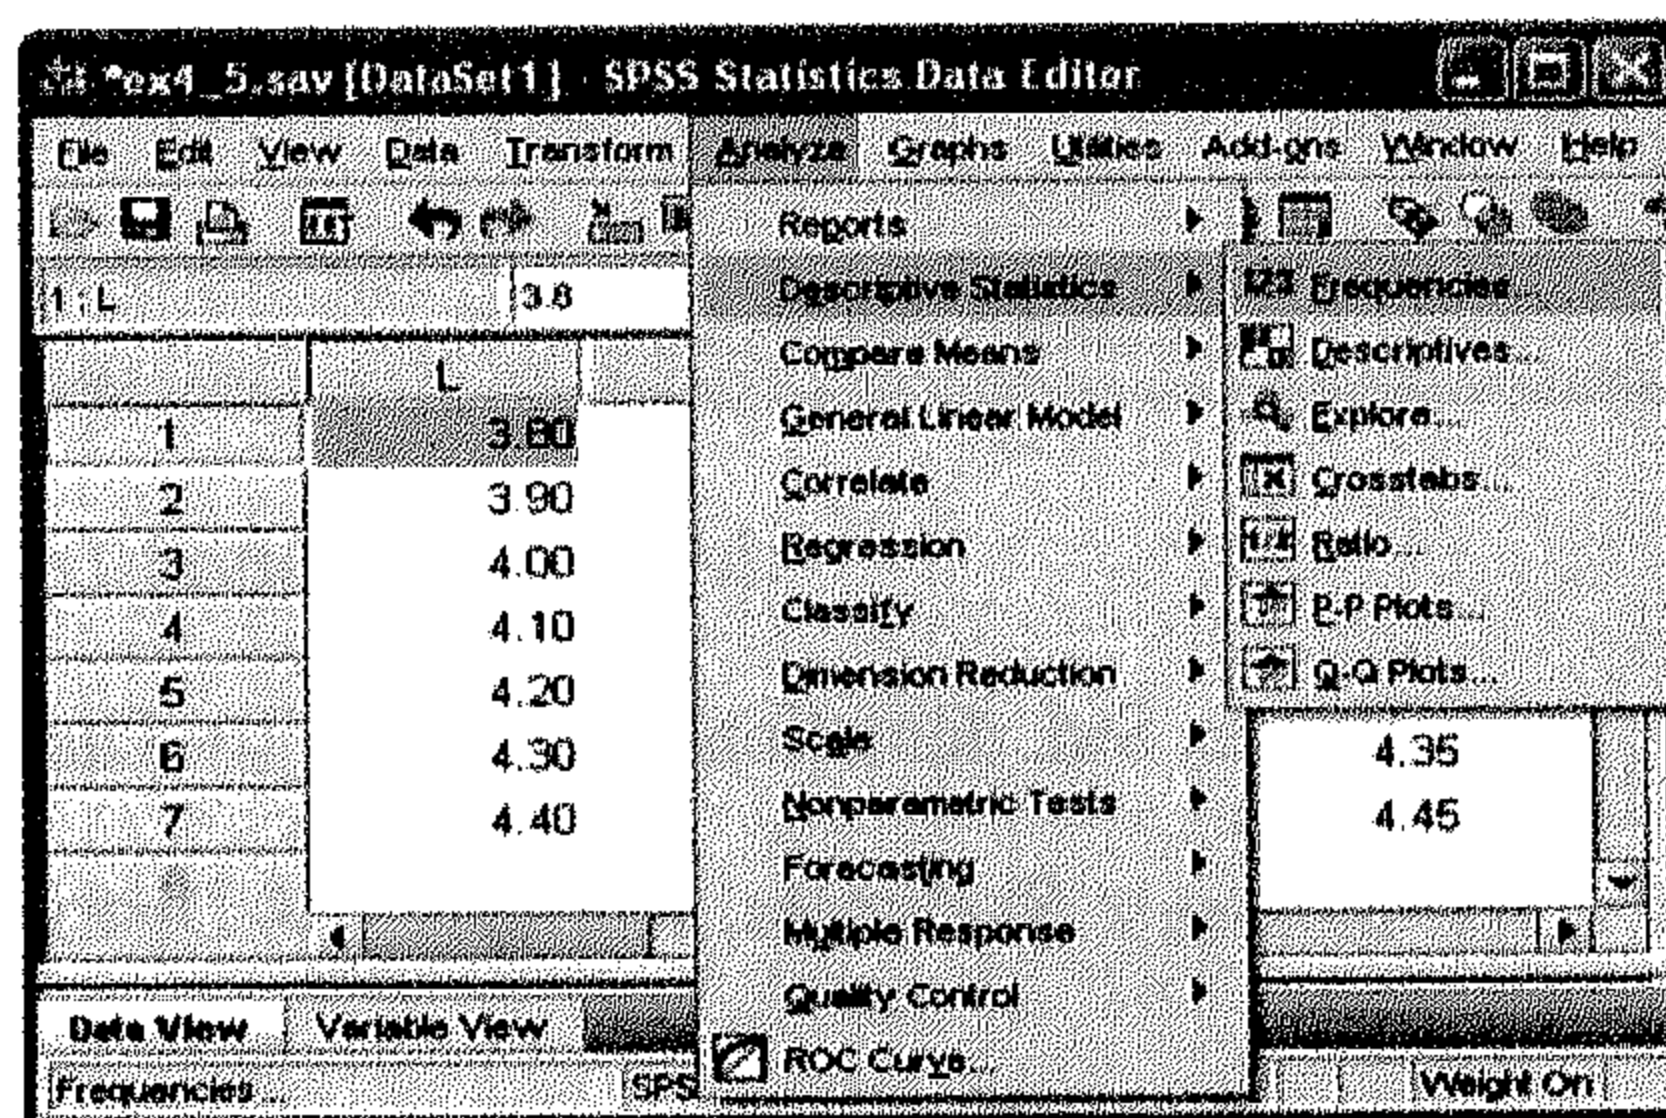 *ex4_5.sav [DataSet1] - SPSS Statistics Data Editor
File Edit View Data Transform Analyze Graphs Utilities Add-ons Window Help
1 : L 3.8
L
1 3.80
2 3.90
3 4.00
4 4.10
5 4.20
6 4.30
7 4.40
Reports
Descriptive Statistics
Compare Means
General Linear Model
Correlate
Regression
Classify
Dimension Reduction
Scale
Nonparametric Tests
Forecasting
Multiple Response
Quality Control
ROC Curve...
123 Frequencies...
Descriptives...
Explore...
Crosstabs...
Ratio...
P-P Plots...
Q-Q Plots...
4.35
4.45
Data View Variable View
Frequencies... SPS Weight On